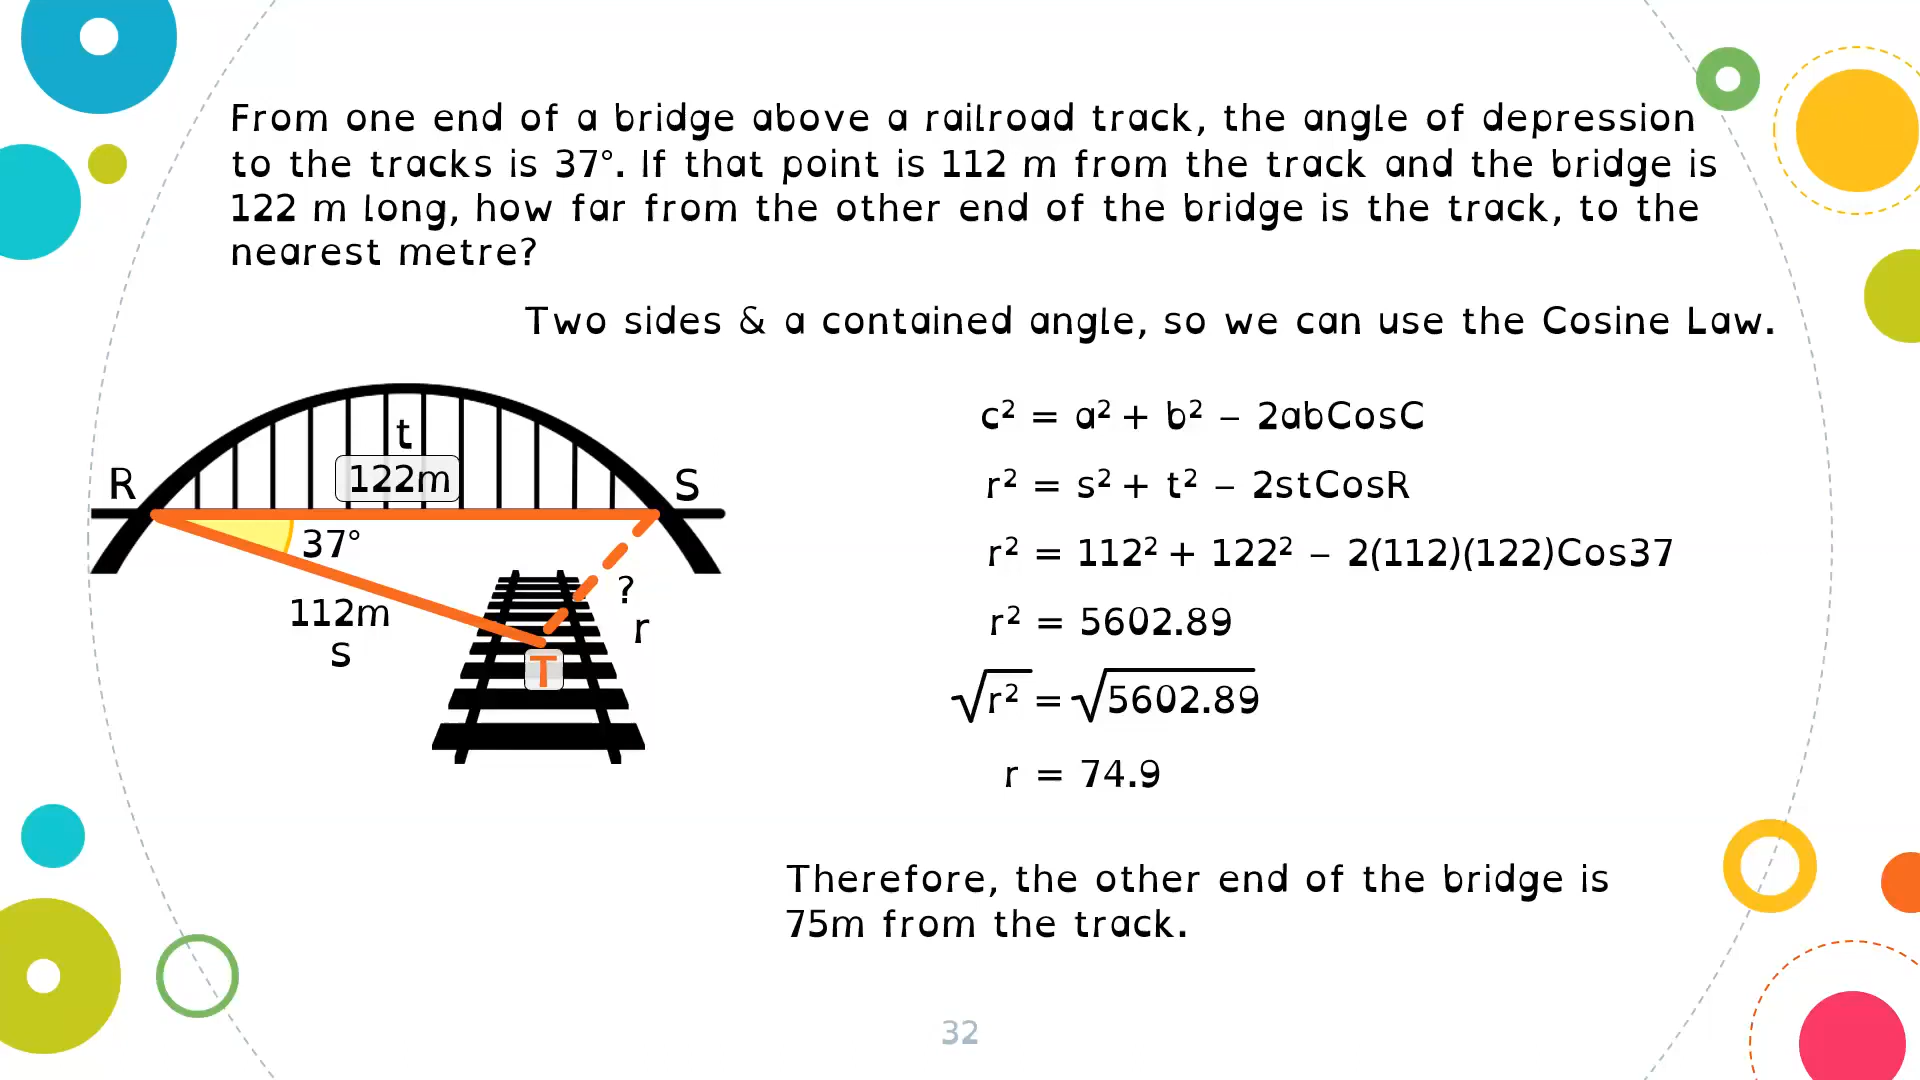 From one end of a bridge above a railroad track, the angle of depression
to the tracks is 37°. If that point is 112 m from the track and the bridge is
122 m long, how far from the other end of the bridge is the track, to the
nearest metre?
Two sides & a contained angle, so we can use the Cosine Law.
t
122m
R
S
37°
112m
s
?
r
T
c² = a² + b² – 2abCosC
r² = s² + t² – 2stCosR
r² = 112² + 122² – 2(112)(122)Cos37
r² = 5602.89
√r² = √5602.89
r = 74.9
Therefore, the other end of the bridge is
75m from the track.
32